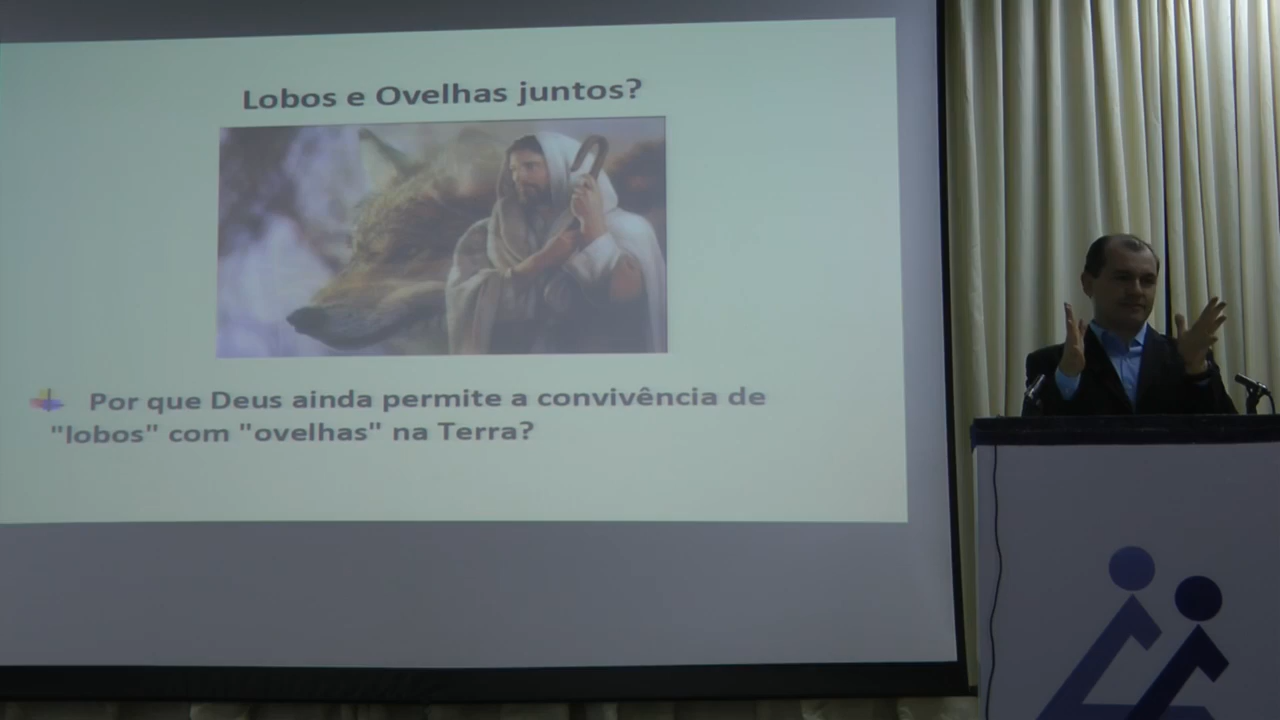 Lobos e Ovelhas juntos?
Por que Deus ainda permite a convivência de
"lobos" com "ovelhas" na Terra?